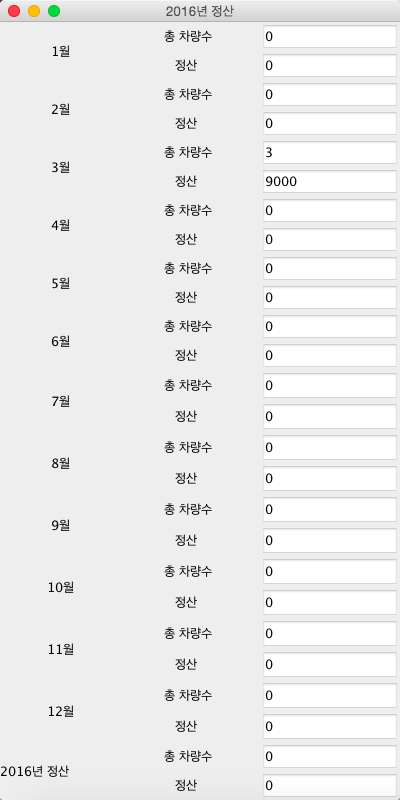 2016년 정산
1월
총 차량수 0
정산 0
2월
총 차량수 0
정산 0
3월
총 차량수 3
정산 9000
4월
총 차량수 0
정산 0
5월
총 차량수 0
정산 0
6월
총 차량수 0
정산 0
7월
총 차량수 0
정산 0
8월
총 차량수 0
정산 0
9월
총 차량수 0
정산 0
10월
총 차량수 0
정산 0
11월
총 차량수 0
정산 0
12월
총 차량수 0
정산 0
2016년 정산
총 차량수 0
정산 0